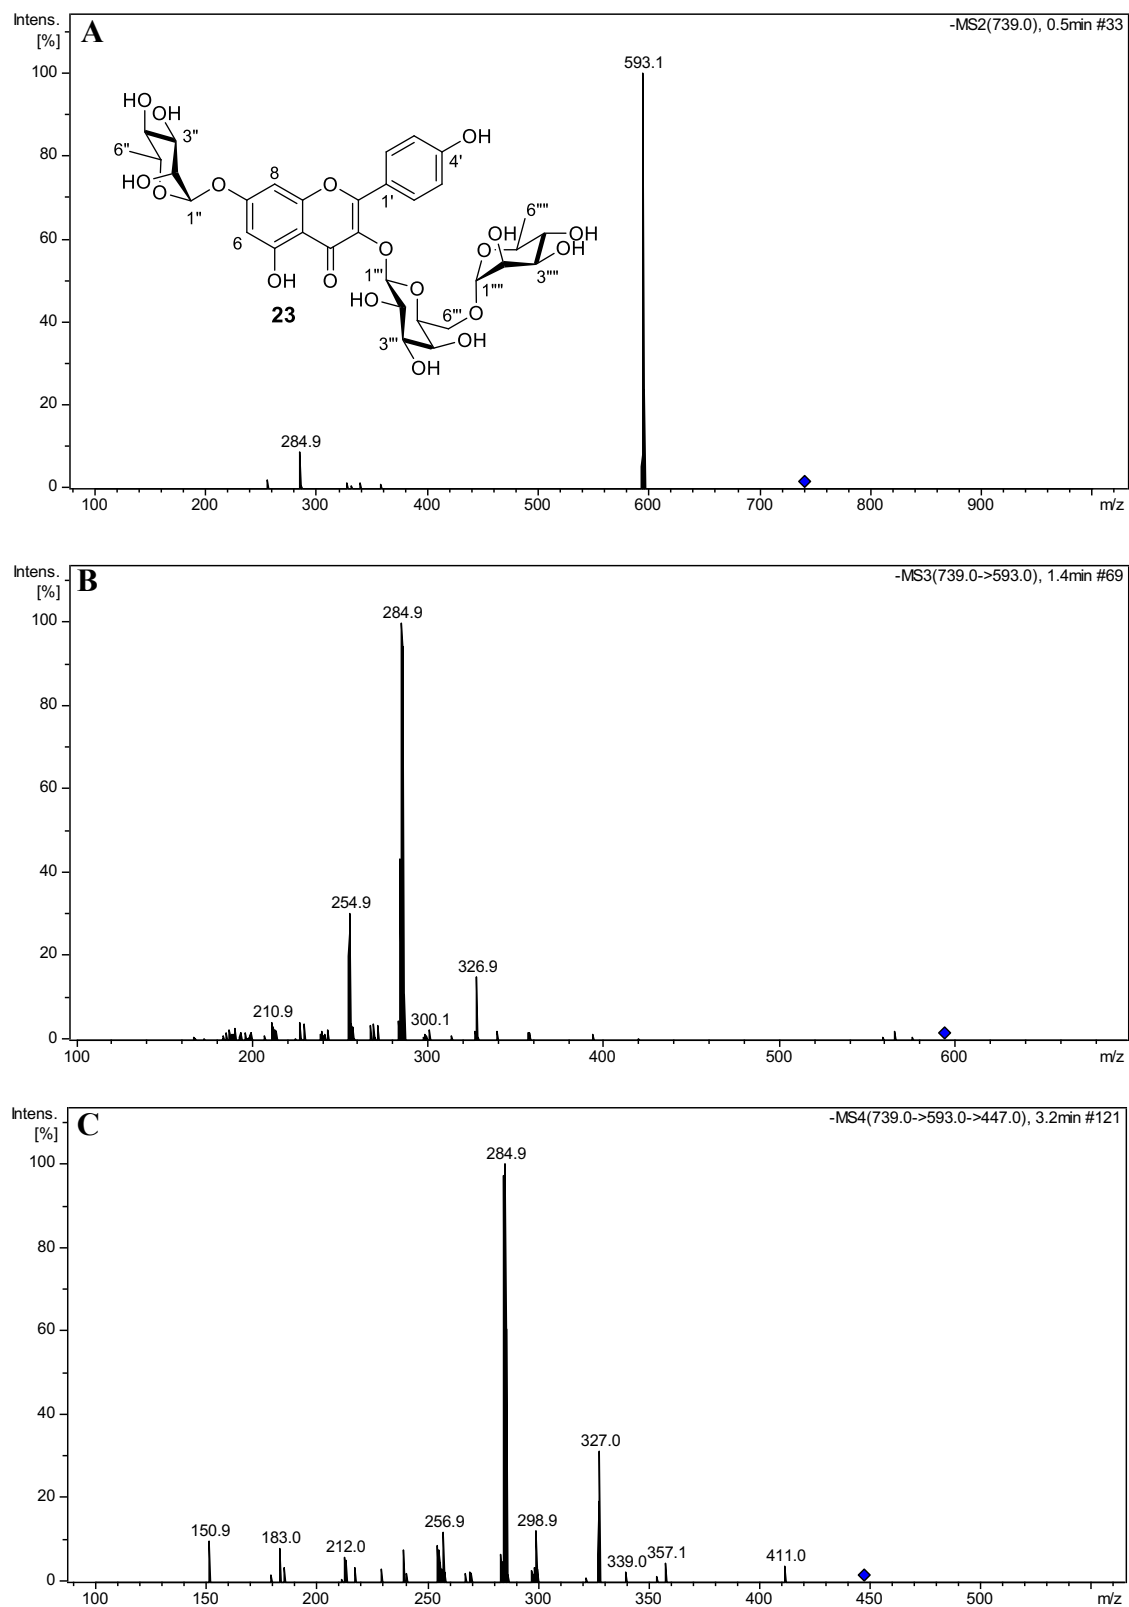 Intens.
[%]
A
-MS2(739.0), 0.5min #33
593.1
100
80
60
40
20
0
284.9
HO
OH
3"
6"
HO
O
O
1"
8
O
6
OH
O
1'
4'
OH
O
1'''
HO
O
3'''
OH
OH
6'''
O
1''''
O
OH
6''''
OH
OH
3''''
23
100
200
300
400
500
600
700
800
900
m/z
Intens.
[%]
B
-MS3(739.0->593.0), 1.4min #69
284.9
100
80
60
40
20
0
254.9
326.9
210.9
300.1
100
200
300
400
500
600
m/z
Intens.
[%]
C
-MS4(739.0->593.0->447.0), 3.2min #121
284.9
100
80
60
40
20
0
327.0
150.9
183.0
212.0
256.9
298.9
339.0
357.1
411.0
100
150
200
250
300
350
400
450
500
m/z